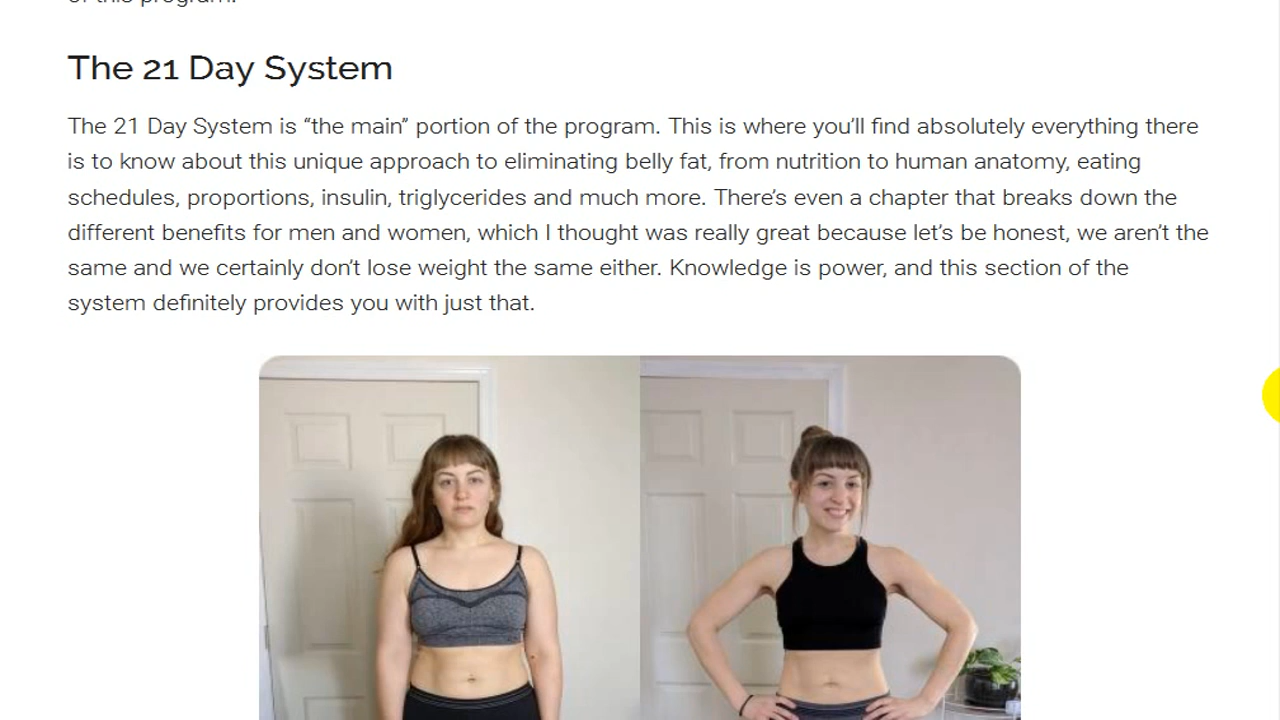 The 21 Day System
The 21 Day System is “the main” portion of the program. This is where you’ll find absolutely everything there
is to know about this unique approach to eliminating belly fat, from nutrition to human anatomy, eating
schedules, proportions, insulin, triglycerides and much more. There’s even a chapter that breaks down the
different benefits for men and women, which I thought was really great because let’s be honest, we aren’t the
same and we certainly don’t lose weight the same either. Knowledge is power, and this section of the
system definitely provides you with just that.